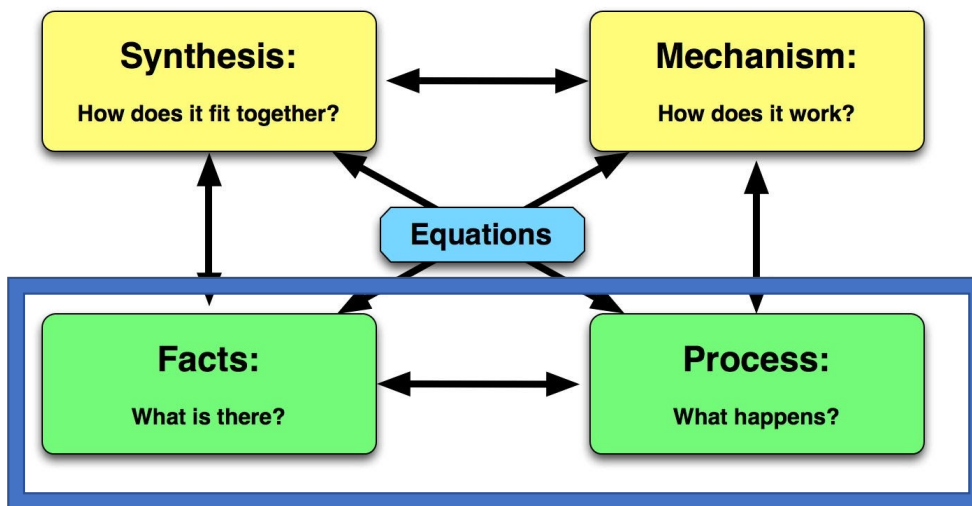 Synthesis:
How does it fit together?
Mechanism:
How does it work?
Equations
Facts:
What is there?
Process:
What happens?